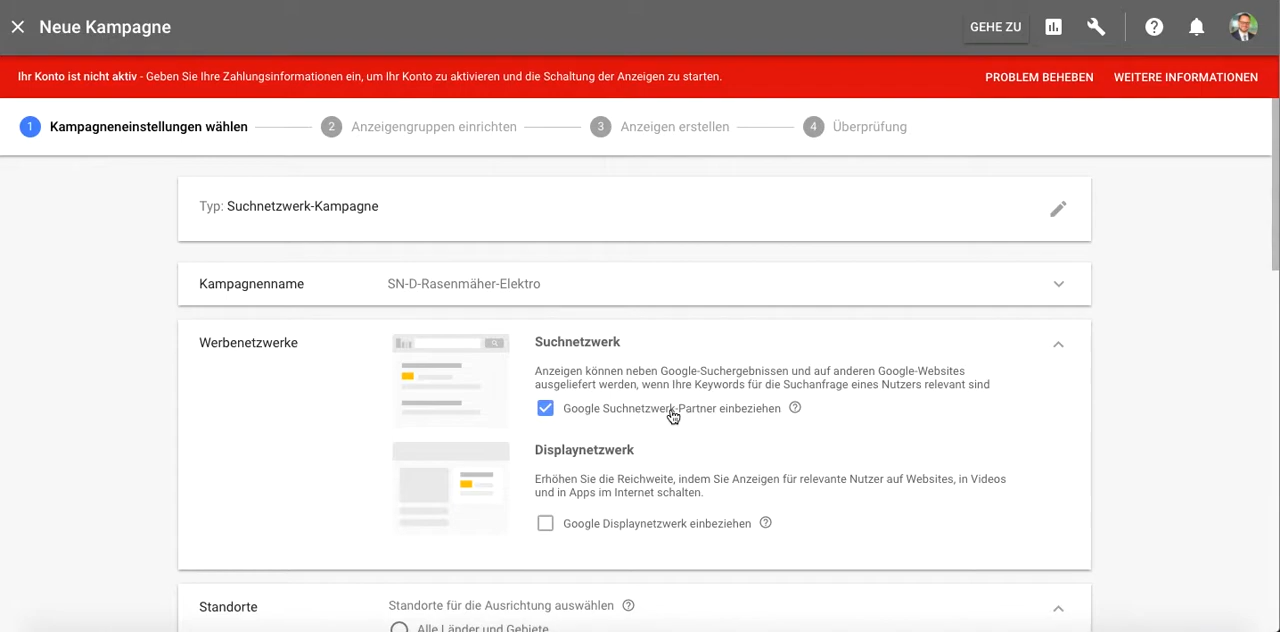 Neue Kampagne
GEHE ZU
Ihr Konto ist nicht aktiv - Geben Sie Ihre Zahlungsinformationen ein, um Ihr Konto zu aktivieren und die Schaltung der Anzeigen zu starten.
PROBLEM BEHEBEN
WEITERE INFORMATIONEN
1 Kampagneneinstellungen wählen
2 Anzeigengruppen einrichten
3 Anzeigen erstellen
4 Überprüfung
Typ: Suchnetzwerk-Kampagne
Kampagnenname
SN-D-Rasenmäher-Elektro
Werbenetzwerke
Suchnetzwerk
Anzeigen können neben Google-Suchergebnissen und auf anderen Google-Websites
ausgeliefert werden, wenn Ihre Keywords für die Suchanfrage eines Nutzers relevant sind
Google Suchnetzwerk-Partner einbeziehen
Displaynetzwerk
Erhöhen Sie die Reichweite, indem Sie Anzeigen für relevante Nutzer auf Websites, in Videos
und in Apps im Internet schalten.
Google Displaynetzwerk einbeziehen
Standorte
Standorte für die Ausrichtung auswählen
Alle Länder und Gebiete